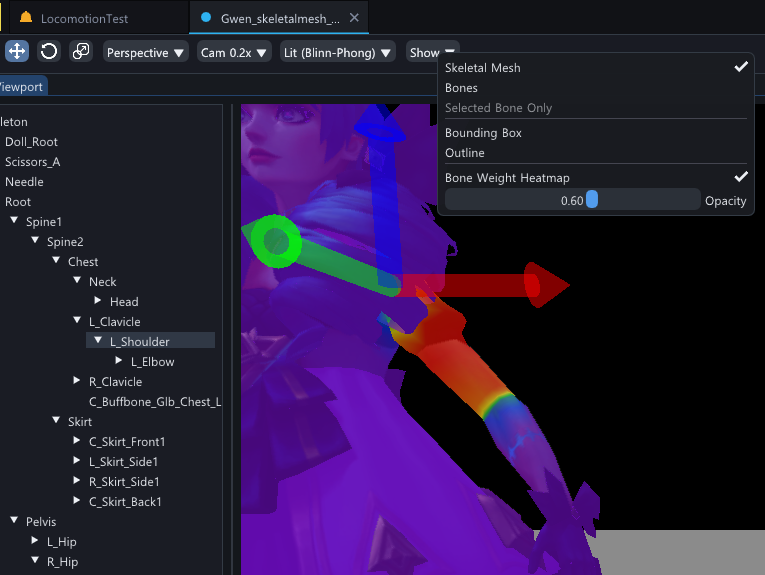 LocomotionTest
Gwen_skeletalmesh_...
Perspective
Cam 0.2x
Lit (Blinn-Phong)
Show
Skeletal Mesh
Bones
Selected Bone Only
Bounding Box
Outline
Bone Weight Heatmap
0.60
Opacity
iewport
leton
Doll_Root
Scissors_A
Needle
Root
Spine1
Spine2
Chest
Neck
Head
L_Clavicle
L_Shoulder
L_Elbow
R_Clavicle
C_Buffbone_Glb_Chest_L
Skirt
C_Skirt_Front1
L_Skirt_Side1
R_Skirt_Side1
C_Skirt_Back1
Pelvis
L_Hip
R_Hip